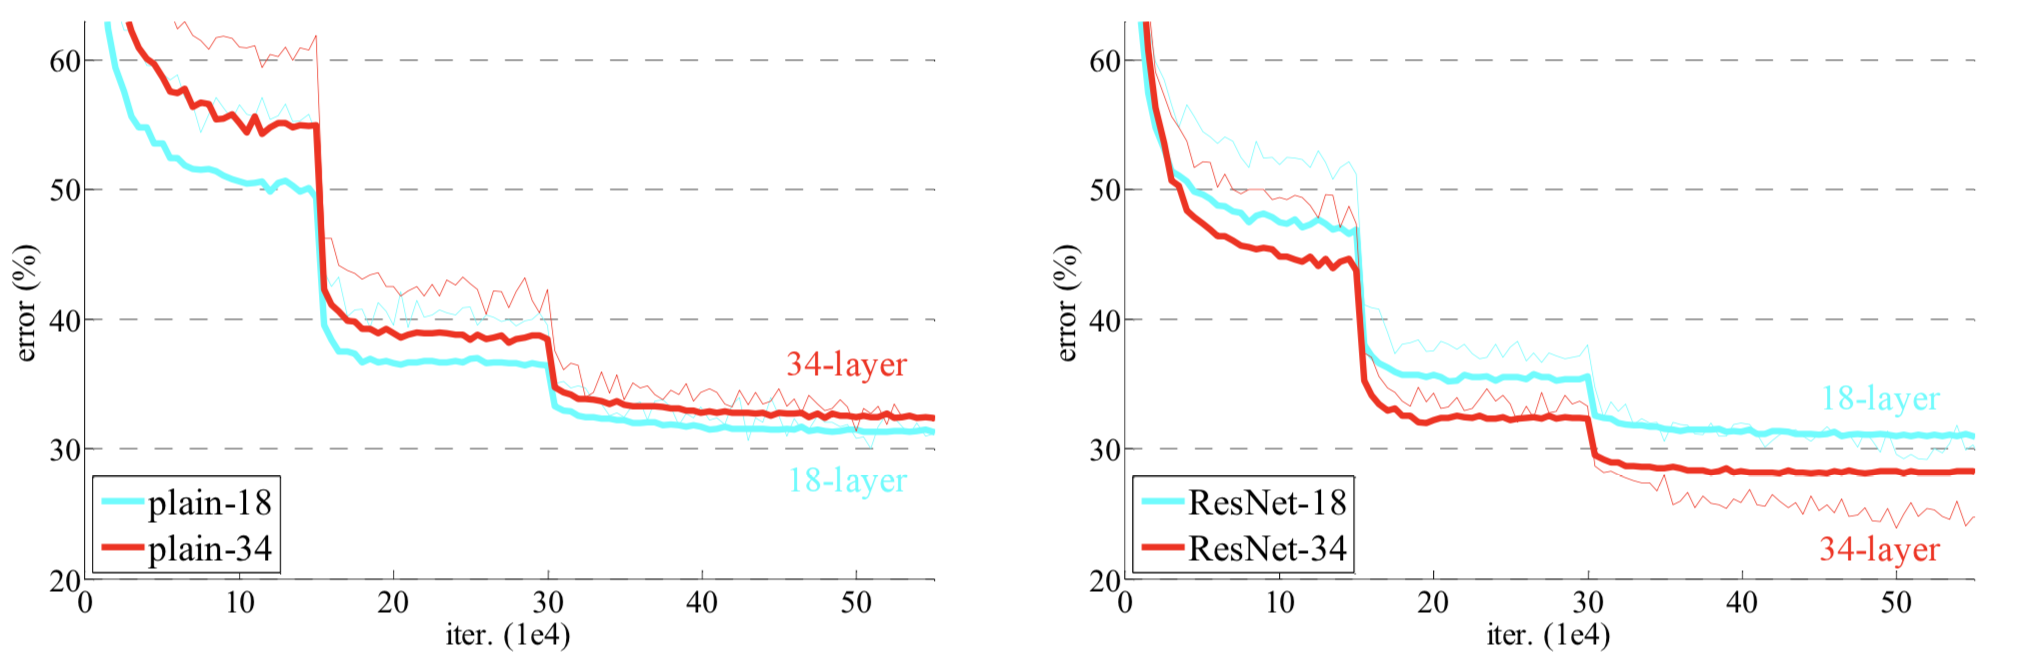 60
50
40
30
20
error (%)
34-layer
18-layer
plain-18
plain-34
0 10 20 30 40 50
iter. (1e4)
60
50
40
30
20
error (%)
18-layer
34-layer
ResNet-18
ResNet-34
0 10 20 30 40 50
iter. (1e4)